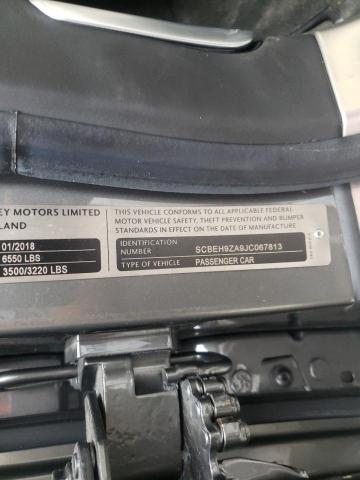 EY MOTORS LIMITED
LAND
01/2018
6550 LBS
3500/3220 LBS
THIS VEHICLE CONFORMS TO ALL APPLICABLE FEDERAL
MOTOR VEHICLE SAFETY, THEFT PREVENTION AND BUMPER
STANDARDS IN EFFECT ON DATE OF MANUFACTURE
IDENTIFICATION
NUMBER
SCBEH9ZA9JC067813
TYPE OF VEHICLE
PASSENGER CAR